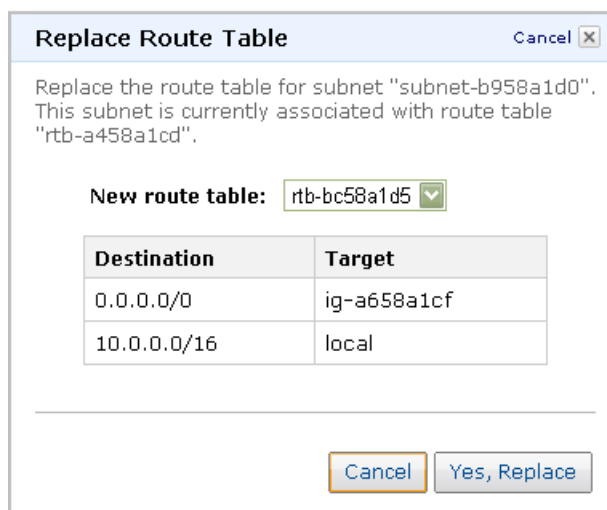 Replace Route Table
Cancel
Replace the route table for subnet "subnet-b958a1d0".
This subnet is currently associated with route table
"rtb-a458a1cd".
New route table: rtb-bc58a1d5
Destination Target
0.0.0.0/0 ig-a658a1cf
10.0.0.0/16 local
Cancel Yes, Replace